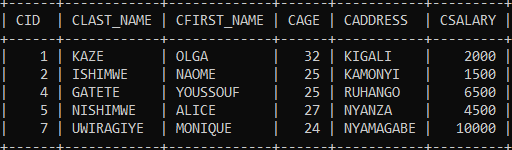 | CID | CLAST_NAME | CFIRST_NAME | CAGE | CADDRESS | CSALARY |
| 1 | KAZE | OLGA | 32 | KIGALI | 2000 |
| 2 | ISHIMWE | NAOME | 25 | KAMONYI | 1500 |
| 4 | GATETE | YOUSSOUF | 25 | RUHANGO | 6500 |
| 5 | NISHIMWE | ALICE | 27 | NYANZA | 4500 |
| 7 | UWIRAGIYE | MONIQUE | 24 | NYAMAGABE | 10000 |